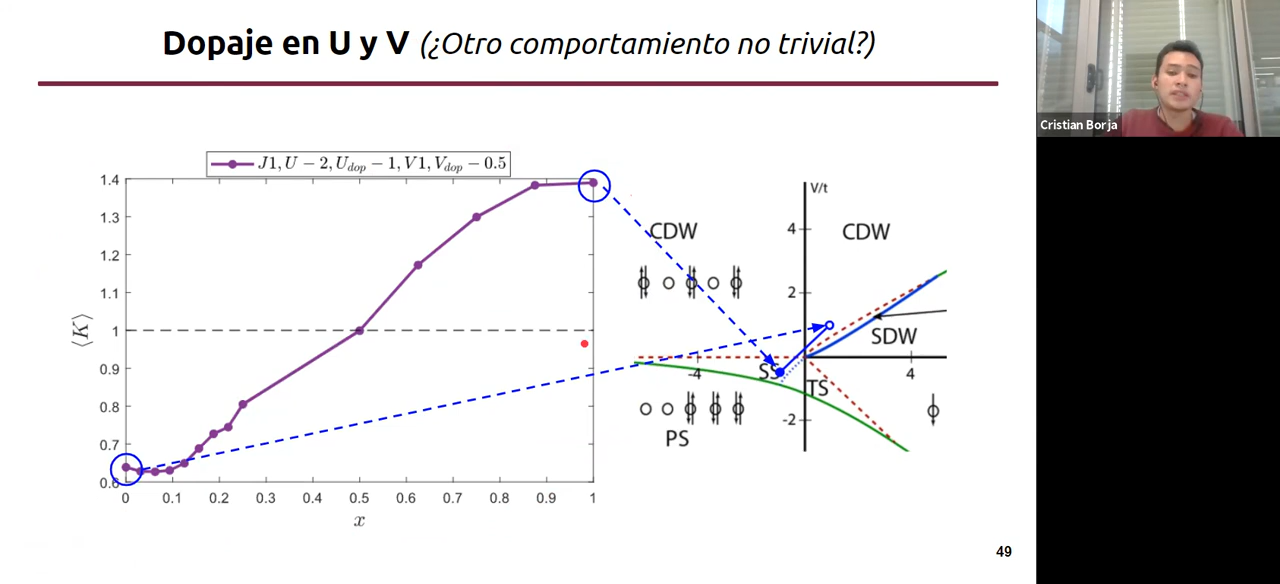 Dopaje en U y V (¿Otro comportamiento no trivial?)
Cristian Borja
J1, U − 2, U_dop − 1, V1, V_dop − 0.5
1.4
1.3
1.2
1.1
1
0.9
0.8
0.7
0.6
⟨K⟩
0 0.1 0.2 0.3 0.4 0.5 0.6 0.7 0.8 0.9 1
x
V/t
CDW
CDW
4
2
SDW
-4
SS
4
TS
-2
PS
49